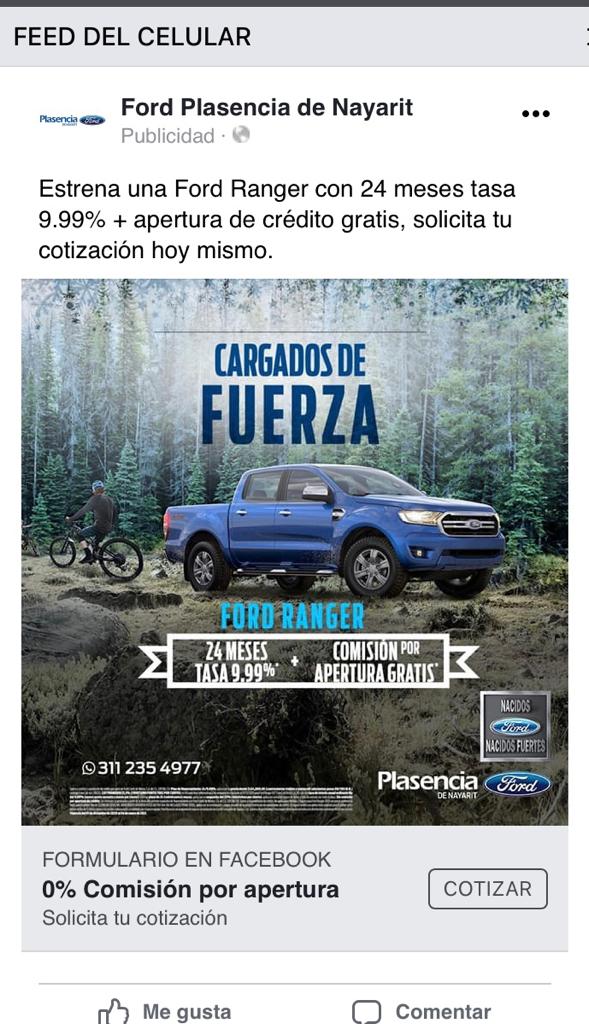 FEED DEL CELULAR
Plasencia Ford
Ford Plasencia de Nayarit
Publicidad ·
Estrena una Ford Ranger con 24 meses tasa
9.99% + apertura de crédito gratis, solicita tu
cotización hoy mismo.
CARGADOS DE
FUERZA
FORD RANGER
24 MESES
TASA 9.99%*
+
COMISIÓN POR
APERTURA GRATIS*
NACIDOS
Ford
NACIDOS FUERTES
311 235 4977
Plasencia
DE NAYARIT
Ford
FORMULARIO EN FACEBOOK
0% Comisión por apertura
Solicita tu cotización
COTIZAR
Me gusta
Comentar